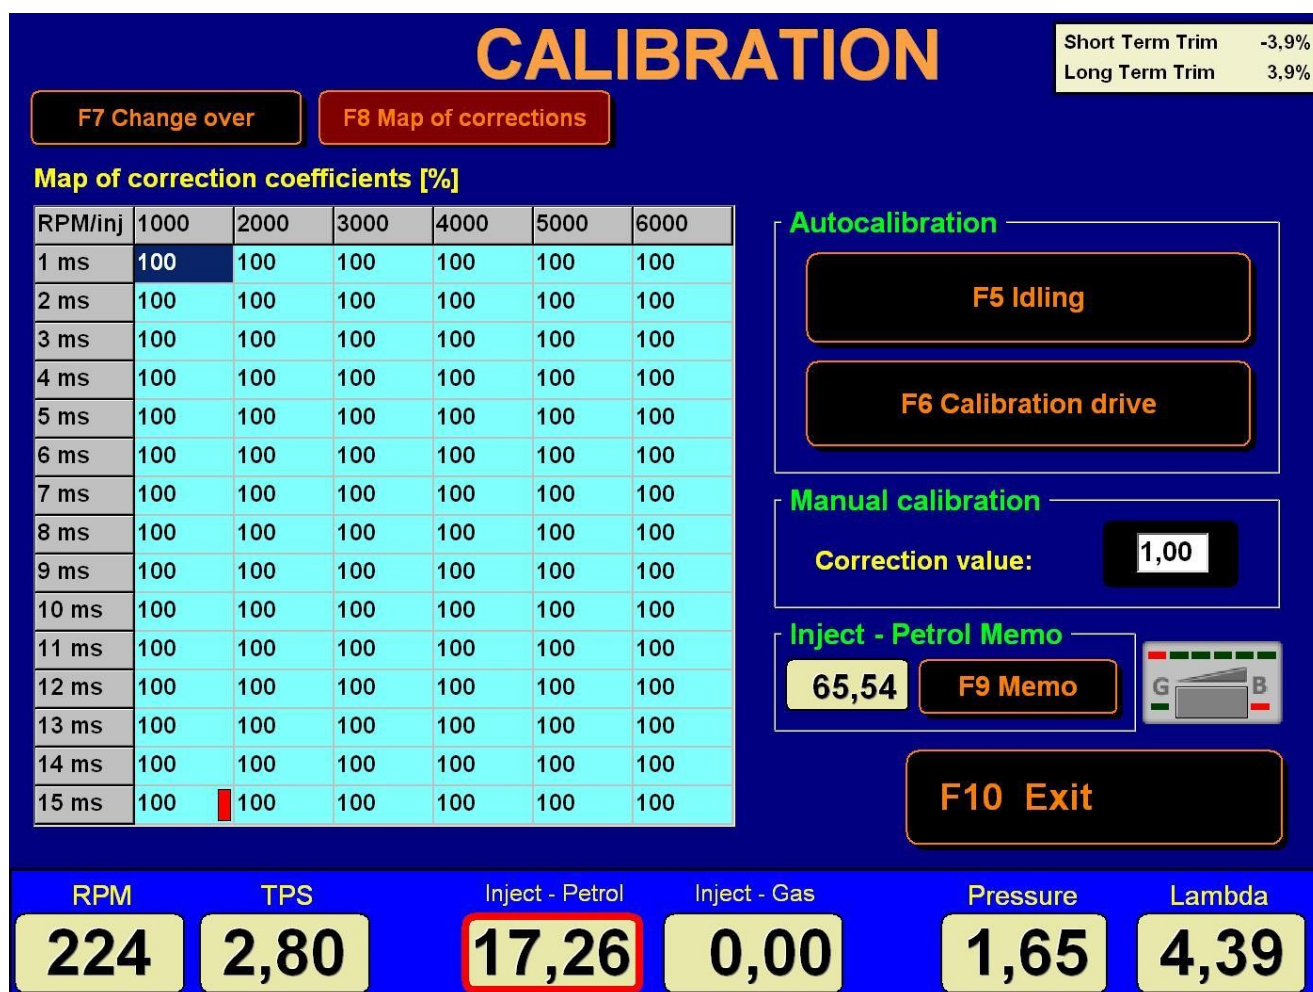 CALIBRATION
Short Term Trim -3,9%
Long Term Trim 3,9%
F7 Change over F8 Map of corrections
Map of correction coefficients [%]
RPM/inj 1000 2000 3000 4000 5000 6000
1 ms 100 100 100 100 100 100
2 ms 100 100 100 100 100 100
3 ms 100 100 100 100 100 100
4 ms 100 100 100 100 100 100
5 ms 100 100 100 100 100 100
6 ms 100 100 100 100 100 100
7 ms 100 100 100 100 100 100
8 ms 100 100 100 100 100 100
9 ms 100 100 100 100 100 100
10 ms 100 100 100 100 100 100
11 ms 100 100 100 100 100 100
12 ms 100 100 100 100 100 100
13 ms 100 100 100 100 100 100
14 ms 100 100 100 100 100 100
15 ms 100 100 100 100 100 100
Autocalibration
F5 Idling
F6 Calibration drive
Manual calibration
Correction value: 1,00
Inject - Petrol Memo
65,54 F9 Memo
G B
F10 Exit
RPM TPS Inject - Petrol Inject - Gas Pressure Lambda
224 2,80 17,26 0,00 1,65 4,39